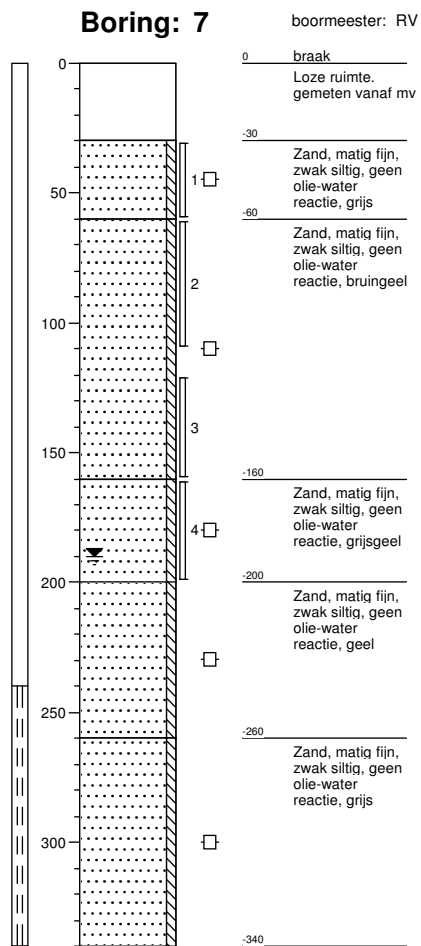 Boring: 7
boormeester: RV
0
0
braak
Loze ruimte.
gemeten vanaf mv
-30
Zand, matig fijn,
zwak siltig, geen
olie-water
reactie, grijs
1
50
-60
Zand, matig fijn,
zwak siltig, geen
olie-water
reactie, bruingeel
2
100
3
150
-160
Zand, matig fijn,
zwak siltig, geen
olie-water
reactie, grijsgeel
4
200
-200
Zand, matig fijn,
zwak siltig, geen
olie-water
reactie, geel
250
-260
Zand, matig fijn,
zwak siltig, geen
olie-water
reactie, grijs
300
-340